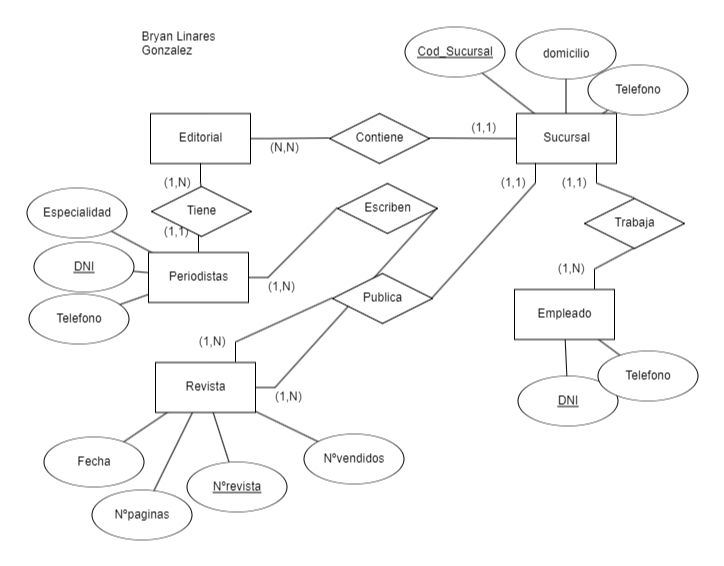 Bryan Linares
Gonzalez
Cod_Sucursal
domicilio
Telefono
Editorial
(N,N)
Contiene
(1,1)
Sucursal
(1,N)
Tiene
(1,1)
Escriben
(1,1)
(1,1)
Trabaja
Especialidad
DNI
Telefono
Periodistas
(1,N)
Publica
(1,N)
Empleado
(1,N)
Revista
(1,N)
DNI
Telefono
Fecha
Nºpaginas
Nºrevista
Nºvendidos